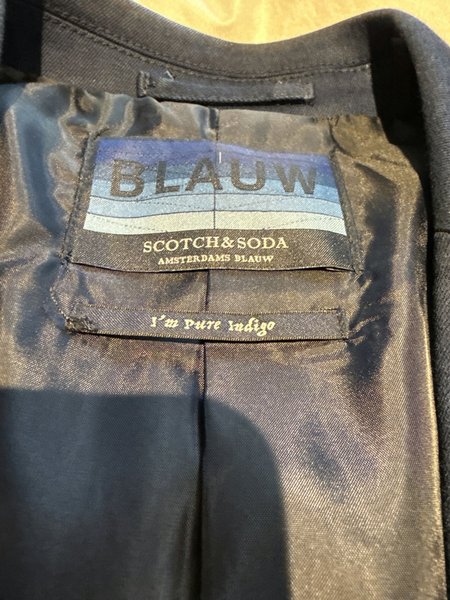 BLAUW
SCOTCH & SODA
AMSTERDAMS BLAUW
I'm Pure Indigo